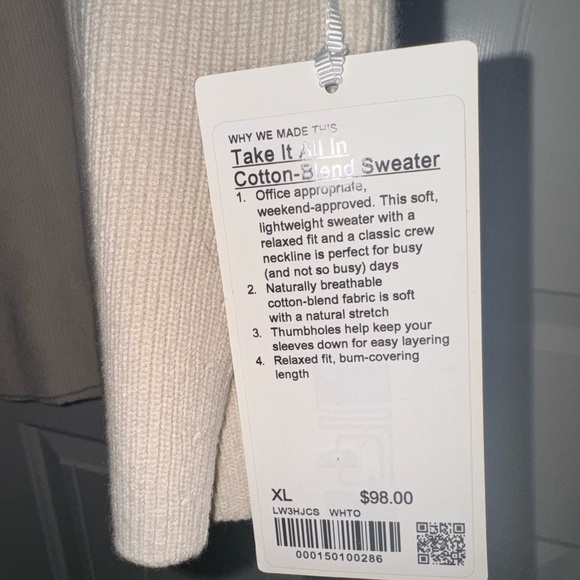 WHY WE MADE THIS
Take It All In
Cotton-Blend Sweater
1. Office appropriate,
weekend-approved. This soft,
lightweight sweater with a
relaxed fit and a classic crew
neckline is perfect for busy
(and not so busy) days
2. Naturally breathable
cotton-blend fabric is soft
with a natural stretch
3. Thumbholes help keep your
sleeves down for easy layering
4. Relaxed fit, bum-covering
length
XL $98.00
LW3HJCS WHTO
000150100286